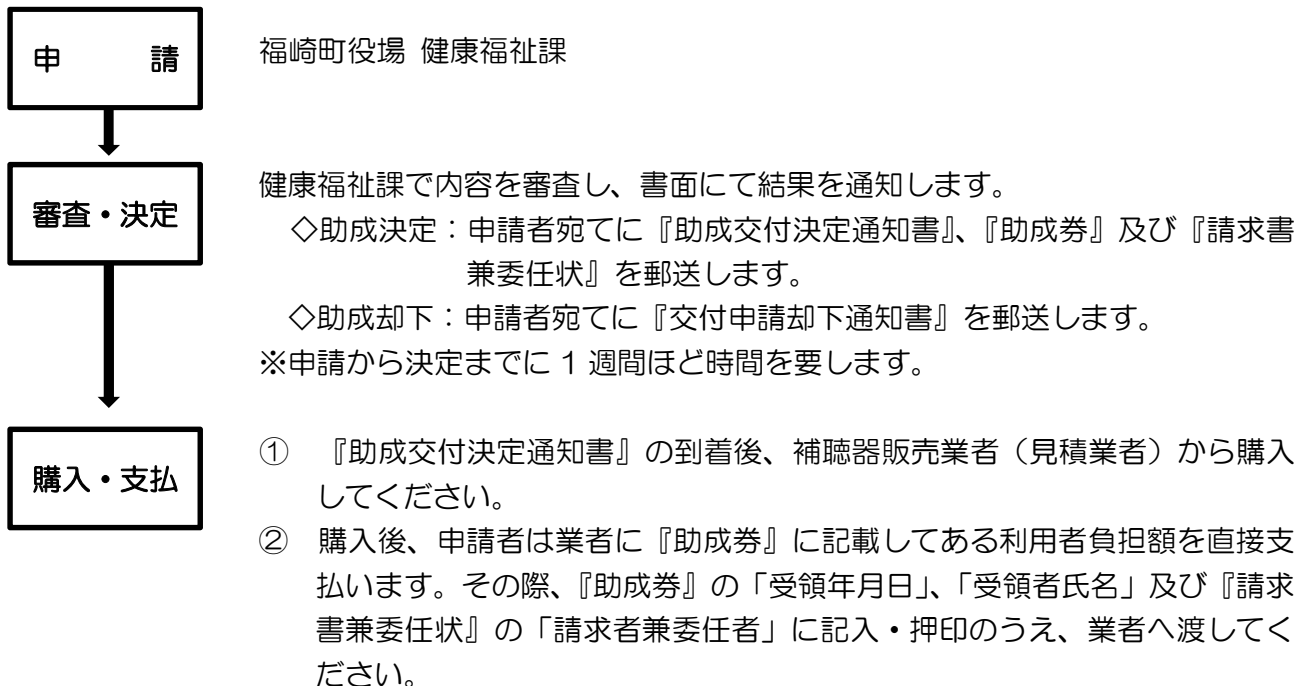 申　　　請
福崎町役場 健康福祉課
審査・決定
健康福祉課で内容を審査し、書面にて結果を通知します。
◇助成決定：申請者宛てに『助成交付決定通知書』、『助成券』及び『請求書
兼委任状』を郵送します。
◇助成却下：申請者宛てに『交付申請却下通知書』を郵送します。
※申請から決定までに 1 週間ほど時間を要します。
購入・支払
①　『助成交付決定通知書』の到着後、補聴器販売業者（見積業者）から購入
してください。
②　購入後、申請者は業者に『助成券』に記載してある利用者負担額を直接支
払います。その際、『助成券』の「受領年月日」、「受領者氏名」及び『請求
書兼委任状』の「請求者兼委任者」に記入・押印のうえ、業者へ渡してく
ださい。